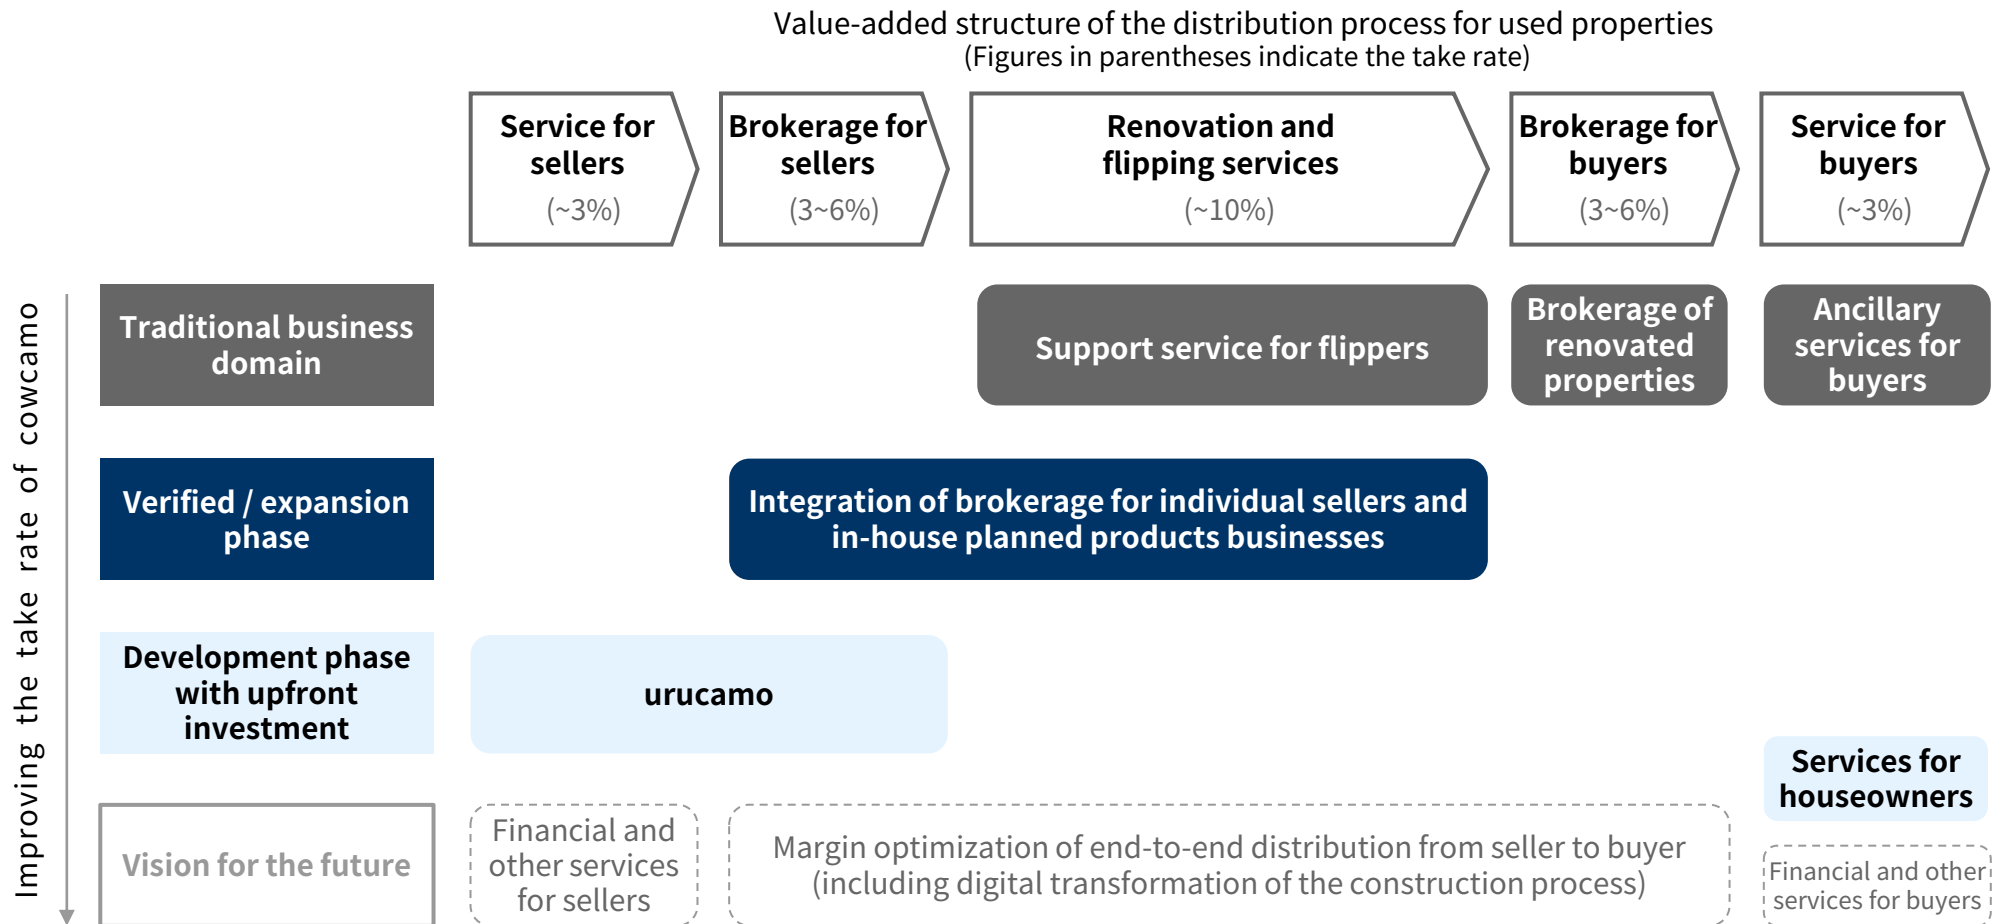 Value-added structure of the distribution process for used properties
(Figures in parentheses indicate the take rate)
Service for
sellers
(~3%)
Brokerage for
sellers
(3~6%)
Renovation and
flipping services
(~10%)
Brokerage for
buyers
(3~6%)
Service for
buyers
(~3%)
Improving the take rate of cowcamo
Traditional business
domain
Support service for flippers
Brokerage of
renovated
properties
Ancillary
services for
buyers
Verified / expansion
phase
Integration of brokerage for individual sellers and
in-house planned products businesses
Development phase
with upfront
investment
urucamo
Services for
houseowners
Vision for the future
Financial and
other services
for sellers
Margin optimization of end-to-end distribution from seller to buyer
(including digital transformation of the construction process)
Financial and other
services for buyers